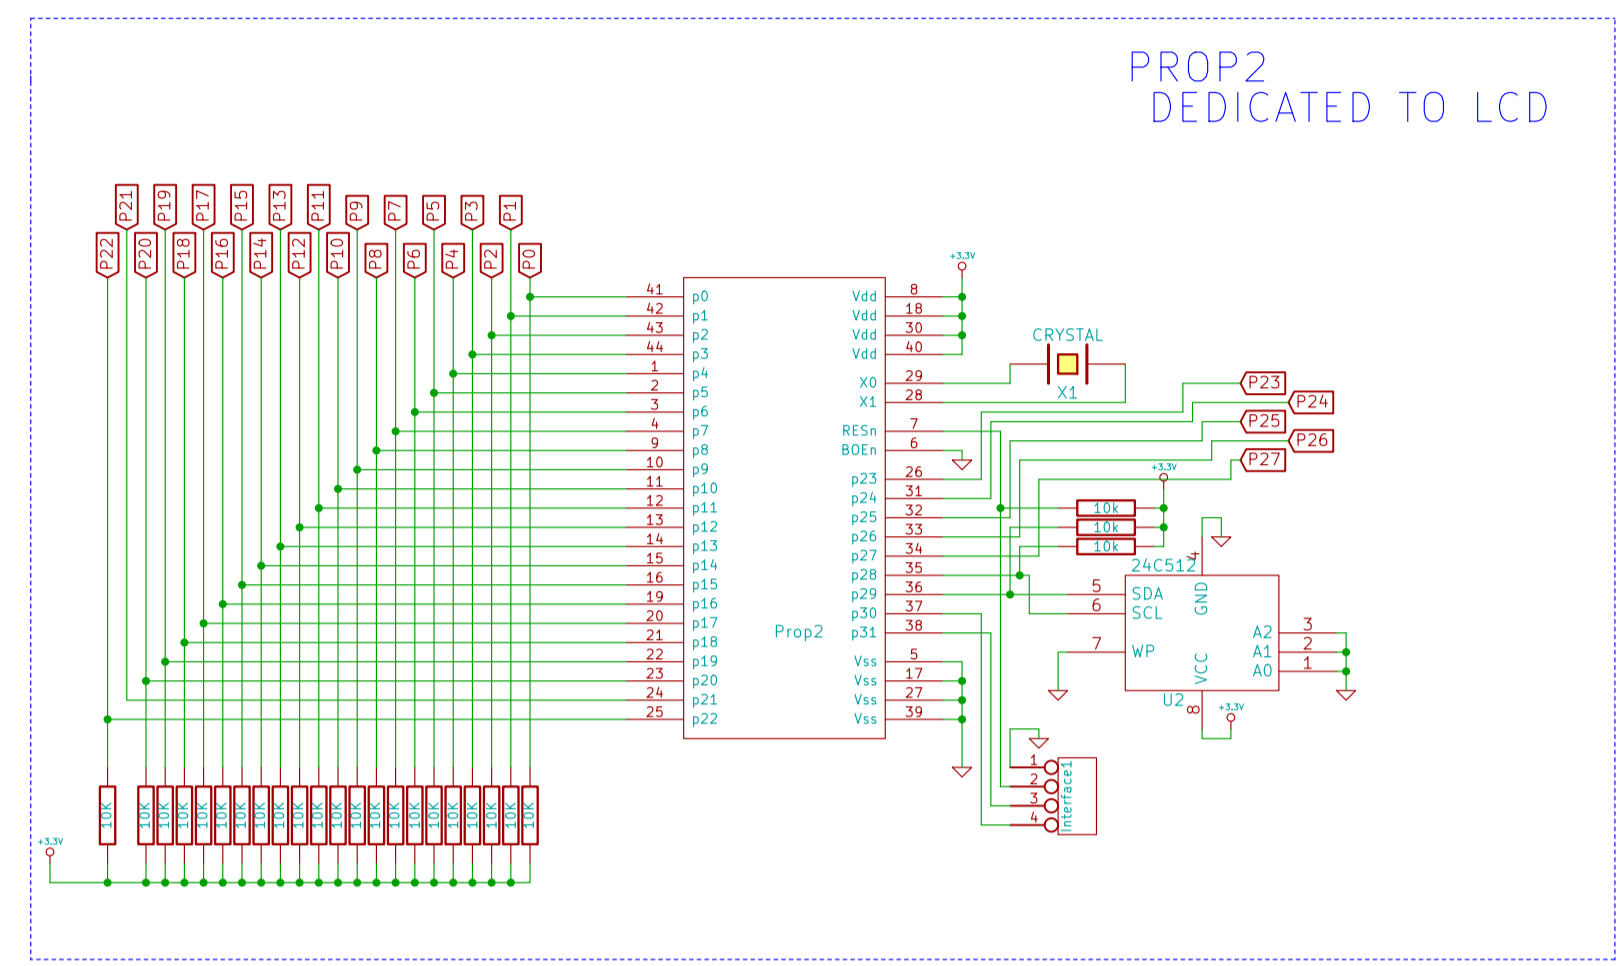 PROP2
DEDICATED TO LCD
P21 P19 P17 P15 P13 P11 P9 P7 P5 P3 P1
P22 P20 P18 P16 P14 P12 P10 P8 P6 P4 P2 P0
+3.3V
41 p0 Vdd 8
42 p1 Vdd 18
43 p2 Vdd 30
44 p3 Vdd 40
1 p4
X0 29
2 p5
X1 28
3 p6
4 p7 RESn 7
9 p8 BOEn 6
10 p9
p23 26
11 p10
p24 31
12 p11
p25 32
13 p12
p26 33
14 p13
p27 34
15 p14
p28 35
16 p15
p29 36
19 p16
p30 37
20 p17
p31 38
21 p18
22 p19 Vss 5
23 p20 Vss 17
24 p21 Vss 27
25 p22 Vss 39
Prop2
CRYSTAL
X1
P23
P24
P25
P26
P27
+3.3V
10k
10k
10k
24C512
4
GND
5 SDA
6 SCL
7 WP
A2 3
A1 2
A0 1
VCC
U2
8
+3.3V
1
2
3
4
Interface1
10K 10K 10K 10K 10K 10K 10K 10K 10K 10K 10K 10K 10K 10K 10K 10K 10K 10K 10K 10K 10K 10K
+3.3V